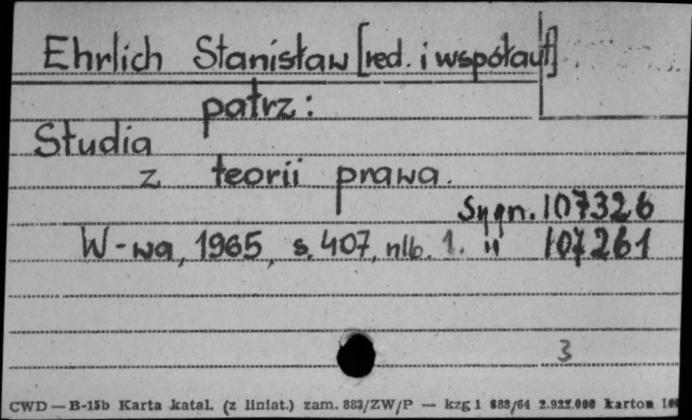 Ehrlich Stanisław [red. i współaut]
patrz:
Studia
z teorii prawa.
Sygn. 107326
W-wa, 1965, s. 407, nlb. 1. " 107261
3
CWD — B-15b Karta katal. (z liniat.) zam. 883/ZW/P — kzg 1 688/64 2.922.000 karton